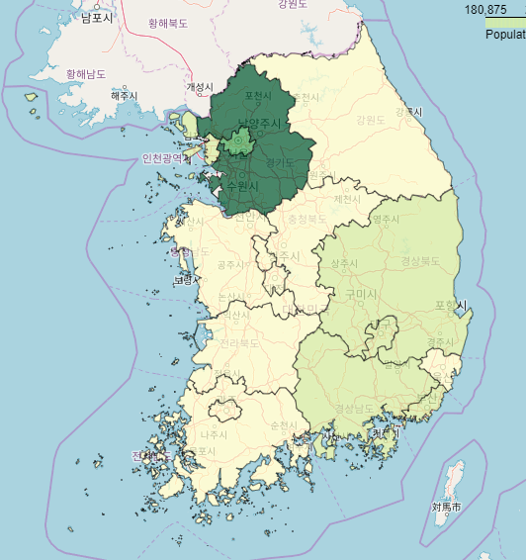 180,875
Populat
강원도
남포시
황해북도
황해남도
개성시
해주시
포천시
춘천시
강릉시
남양주시
강원도
인천광역시
경기도
수원시
원주시
제천시
충청북도
영주시
천안시
공주시
청주시
상주시
경상북도
보령시
구미시
논산시
포항시
익산시
전라북도
경주시
경상남도
나주시
순천시
목포시
対馬市